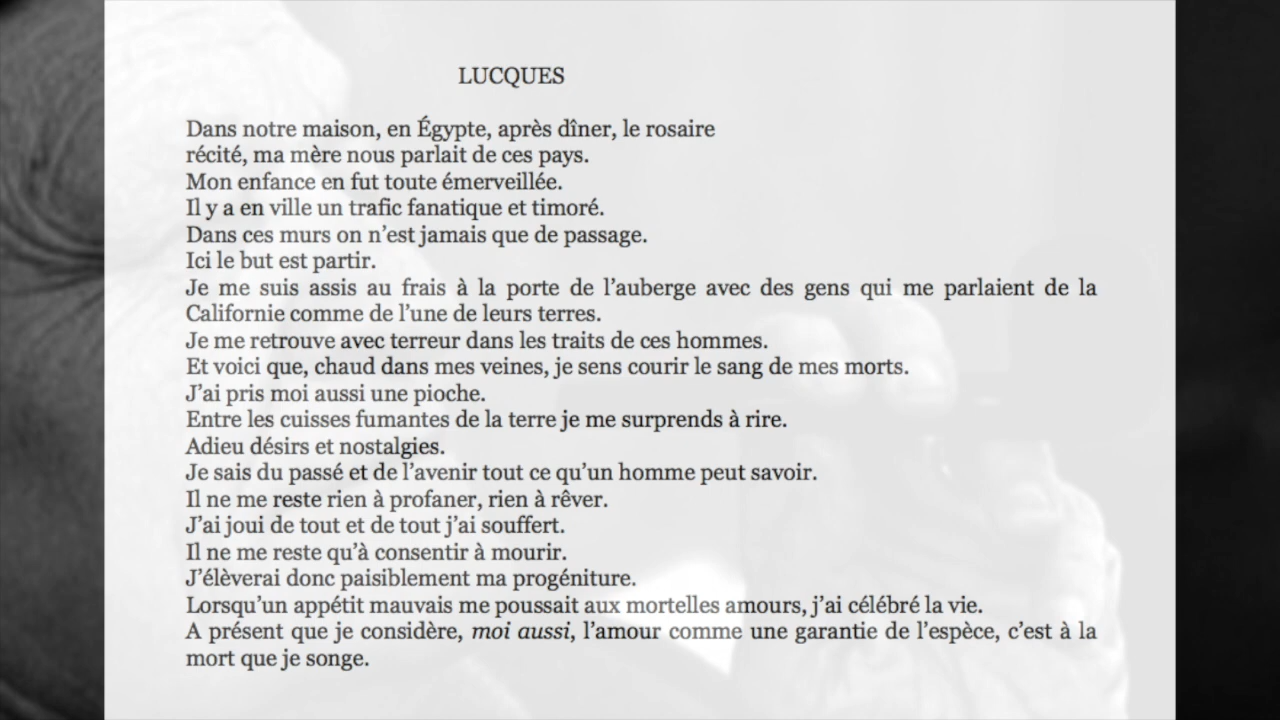 LUCQUES
Dans notre maison, en Égypte, après dîner, le rosaire
récité, ma mère nous parlait de ces pays.
Mon enfance en fut toute émerveillée.
Il y a en ville un trafic fanatique et timoré.
Dans ces murs on n’est jamais que de passage.
Ici le but est partir.
Je me suis assis au frais à la porte de l’auberge avec des gens qui me parlaient de la
Californie comme de l’une de leurs terres.
Je me retrouve avec terreur dans les traits de ces hommes.
Et voici que, chaud dans mes veines, je sens courir le sang de mes morts.
J’ai pris moi aussi une pioche.
Entre les cuisses fumantes de la terre je me surprends à rire.
Adieu désirs et nostalgies.
Je sais du passé et de l’avenir tout ce qu’un homme peut savoir.
Il ne me reste rien à profaner, rien à rêver.
J’ai joui de tout et de tout j’ai souffert.
Il ne me reste qu’à consentir à mourir.
J’élèverai donc paisiblement ma progéniture.
Lorsqu’un appétit mauvais me poussait aux mortelles amours, j’ai célébré la vie.
A présent que je considère, moi aussi, l’amour comme une garantie de l’espèce, c’est à la
mort que je songe.